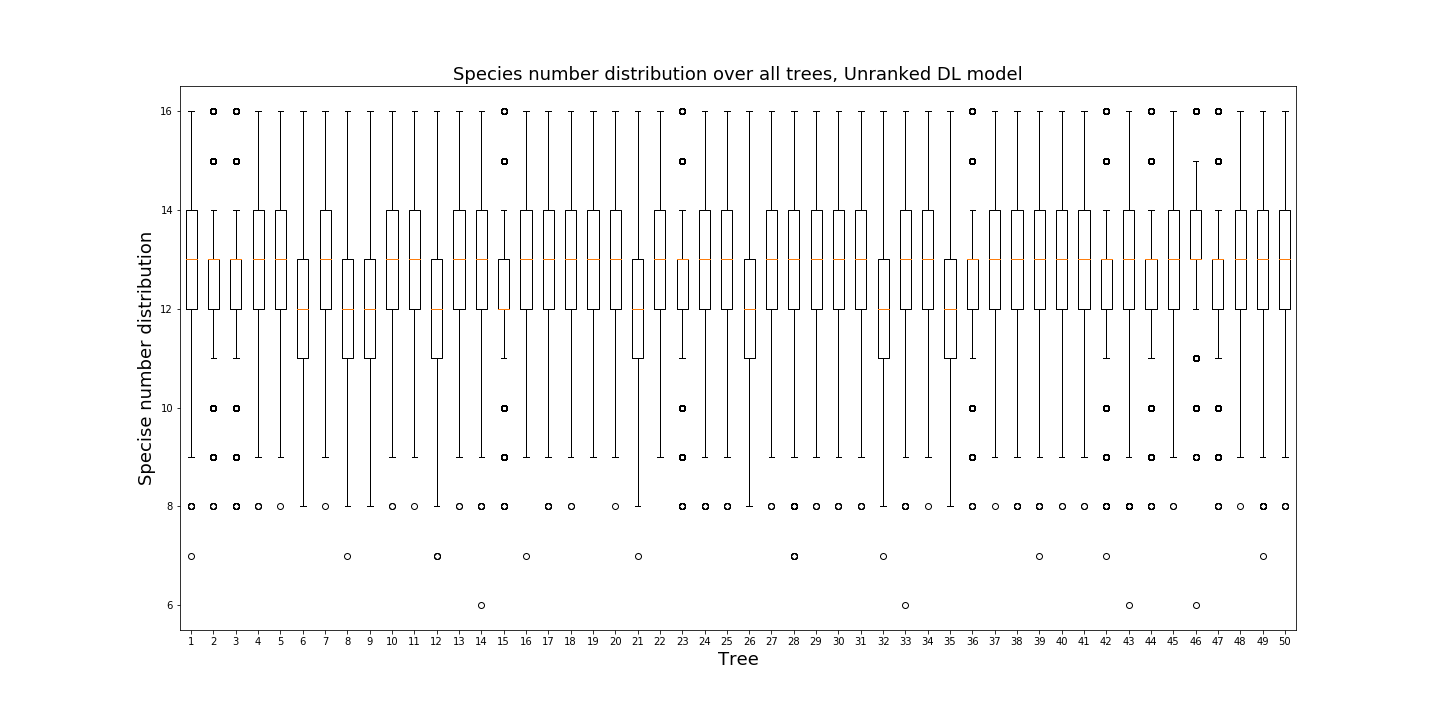 Species number distribution over all trees, Unranked DL model
Specise number distribution
16
14
12
10
8
6
1 2 3 4 5 6 7 8 9 10 11 12 13 14 15 16 17 18 19 20 21 22 23 24 25 26 27 28 29 30 31 32 33 34 35 36 37 38 39 40 41 42 43 44 45 46 47 48 49 50
Tree